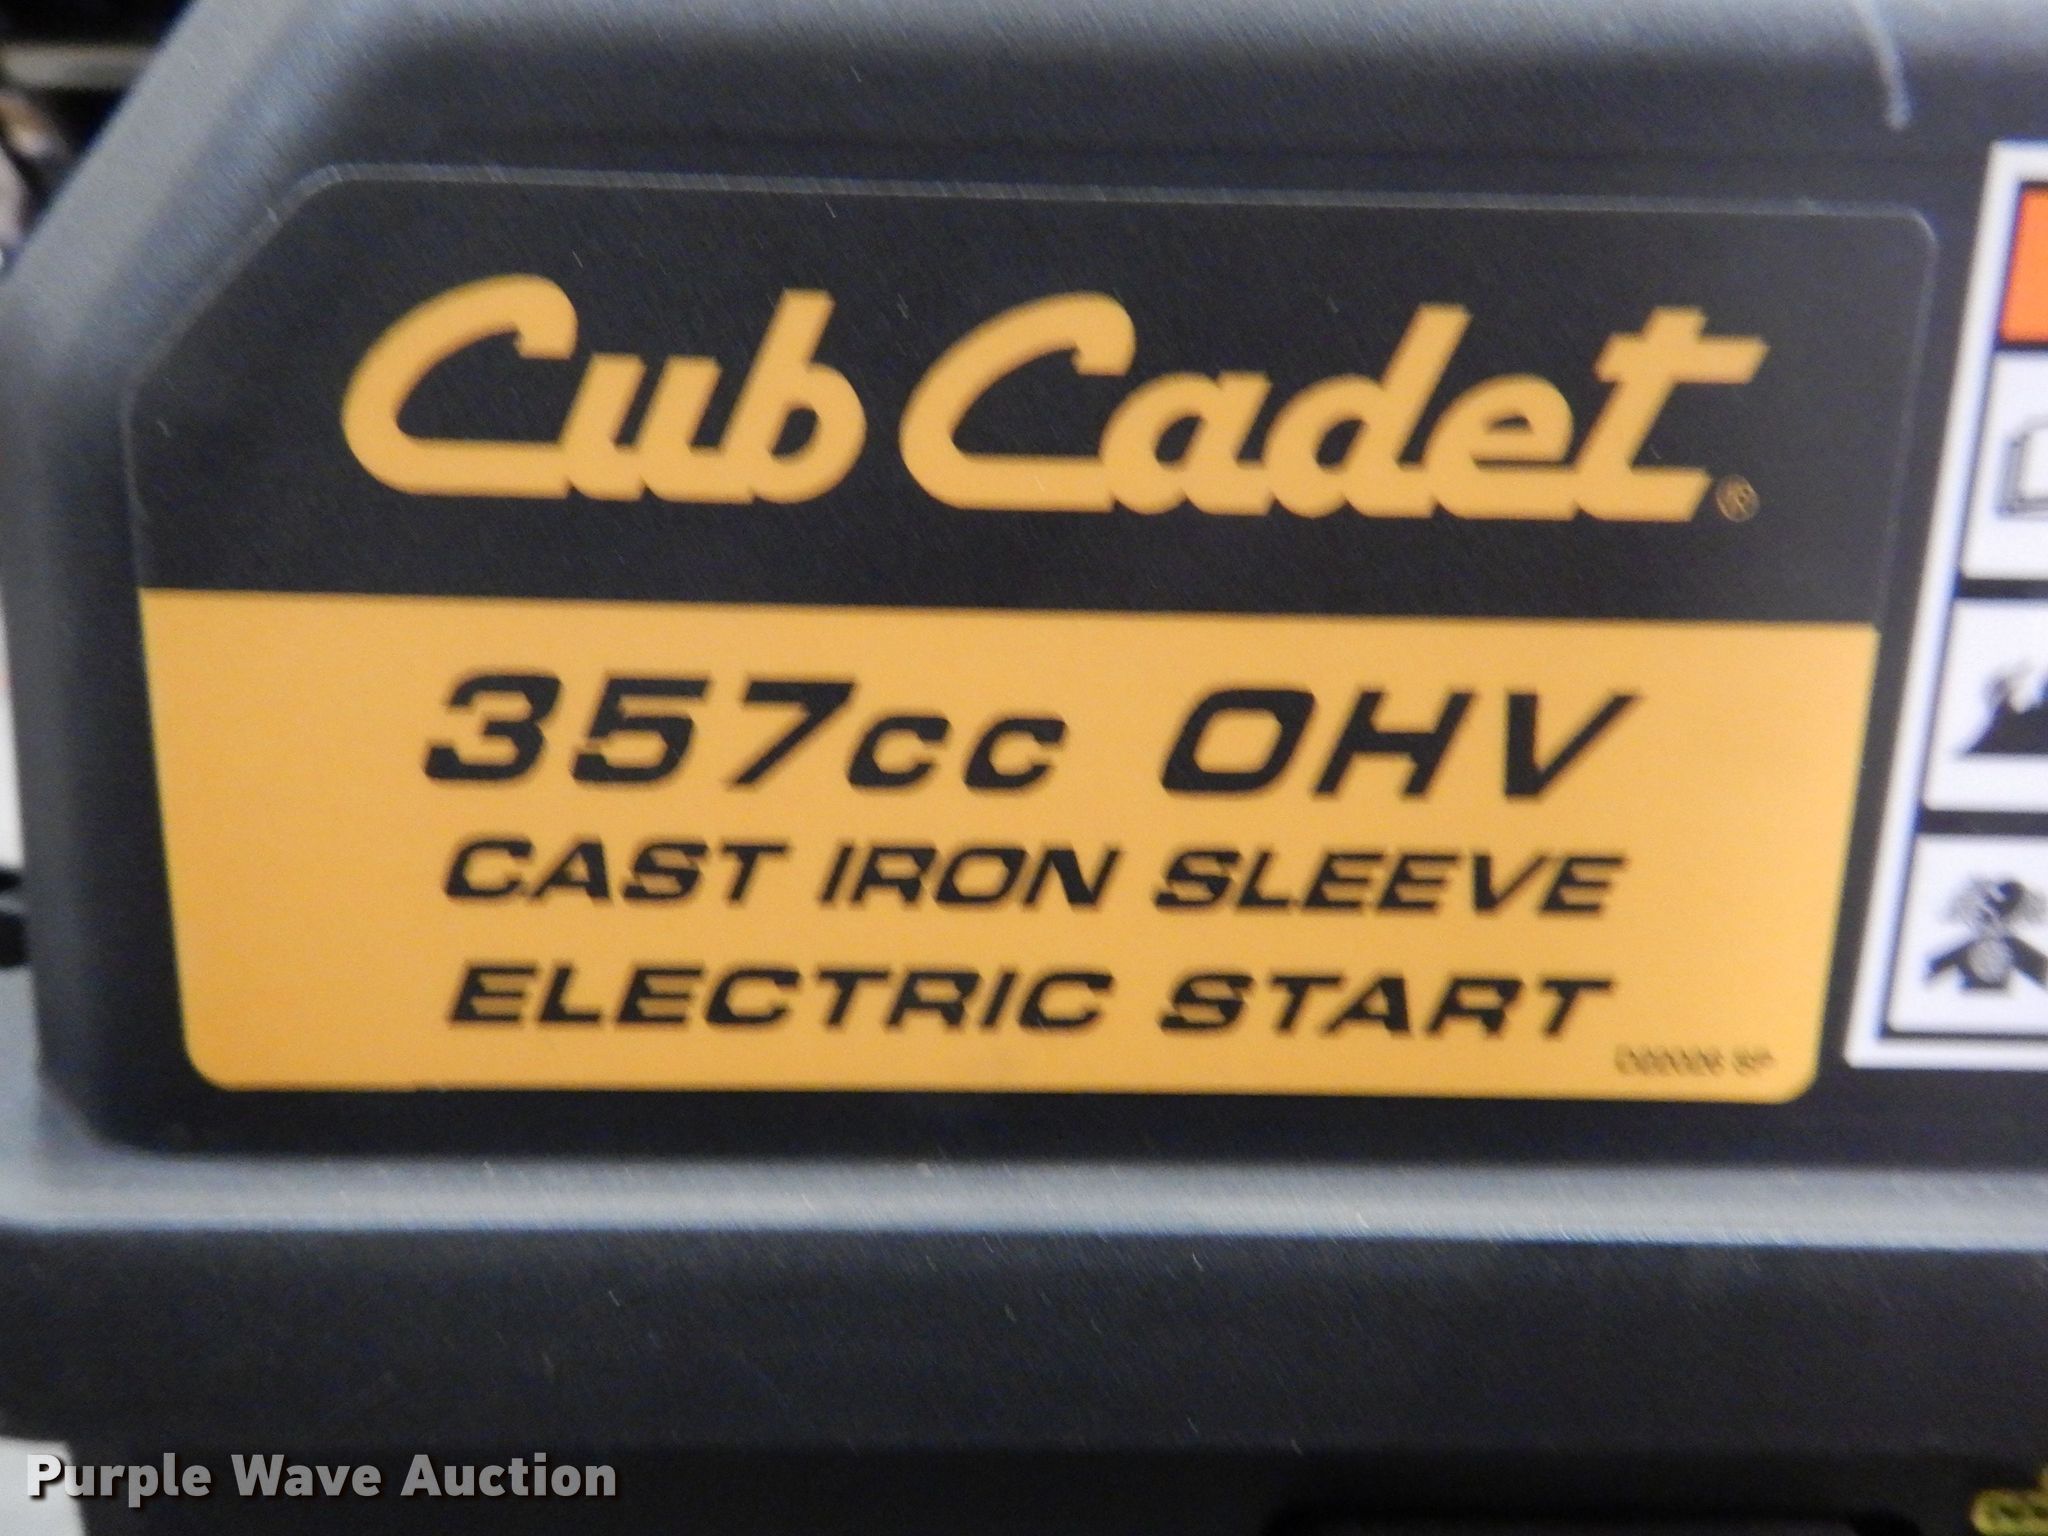 Cub Cadet®
357cc OHV
CAST IRON SLEEVE
ELECTRIC START
Purple Wave Auction